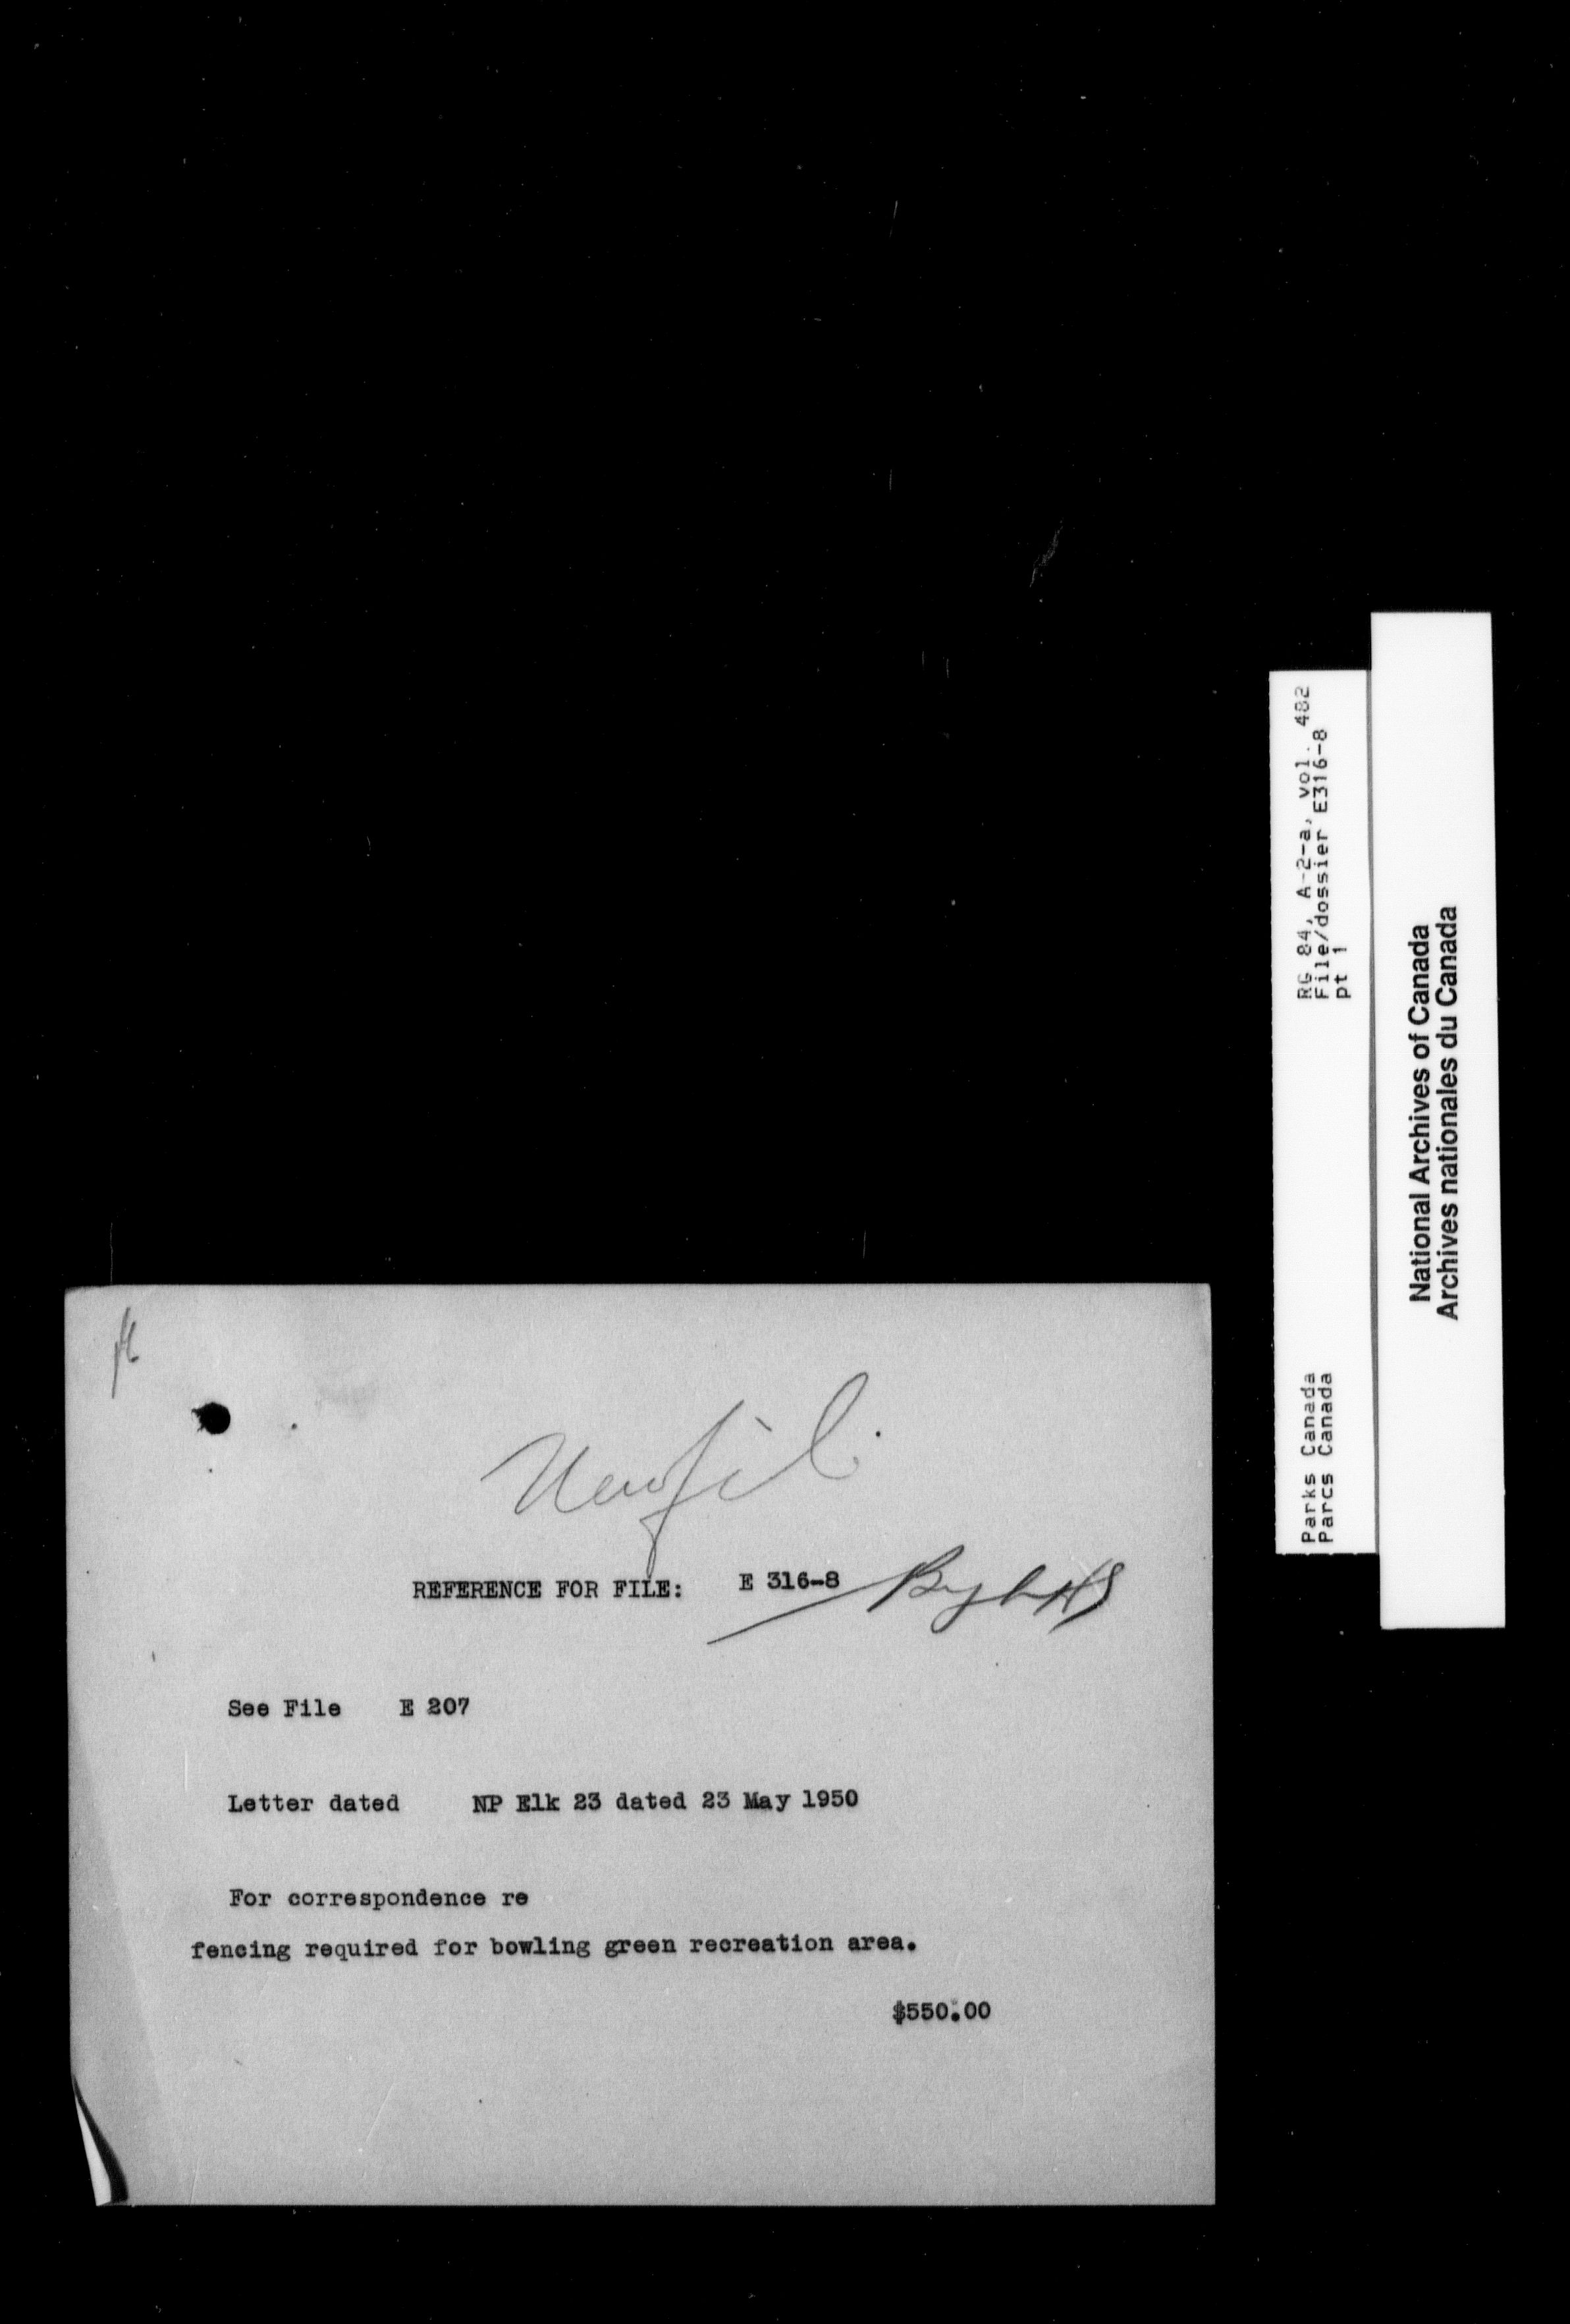 New file
REFERENCE FOR FILE: E 316-8
See File E 207
Letter dated NP Elk 23 dated 23 May 1950
For correspondence re
fencing required for bowling green recreation area.
$550.00
RG 84, A-2-a, vol. 482
File/dossier E316-8
pt 1
Parks Canada
Parcs Canada
National Archives of Canada
Archives nationales du Canada